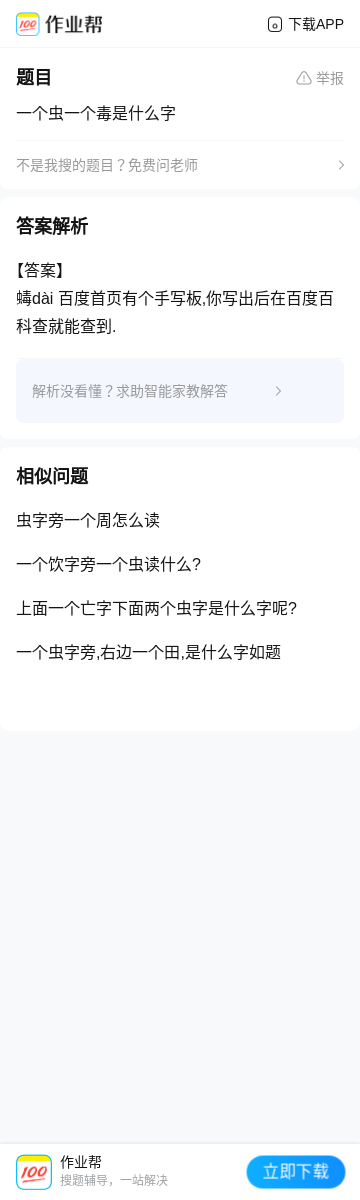 作业帮
下载APP
题目
举报
一个虫一个毒是什么字
不是我搜的题目？免费问老师
答案解析
【答案】
蝳dài 百度首页有个手写板,你写出后在百度百
科查就能查到.
解析没看懂？求助智能家教解答
相似问题
虫字旁一个周怎么读
一个饮字旁一个虫读什么?
上面一个亡字下面两个虫字是什么字呢?
一个虫字旁,右边一个田,是什么字如题
100
作业帮
搜题辅导，一站解决
立即下载